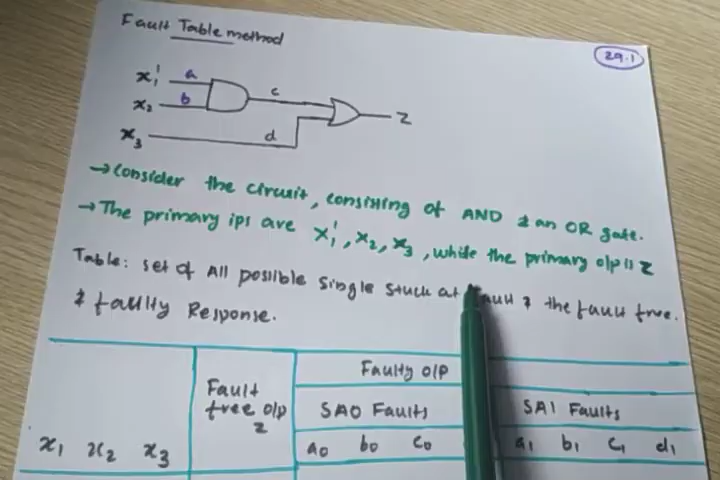 Fault Table method
29.1
x₁' a
x₂ b
c
z
x₃
d
→ Consider the circuit, consisting of AND & an OR gate.
→ The primary ips are x₁', x₂, x₃, while the primary o/p is z
Table: set of All possible single stuck at fault & the fault free.
& faulty Response.
Faulty o/p
Fault free o/p z
SA0 Faults
SA1 Faults
x₁ x₂ x₃
a₀ b₀ c₀
a₁ b₁ c₁ d₁